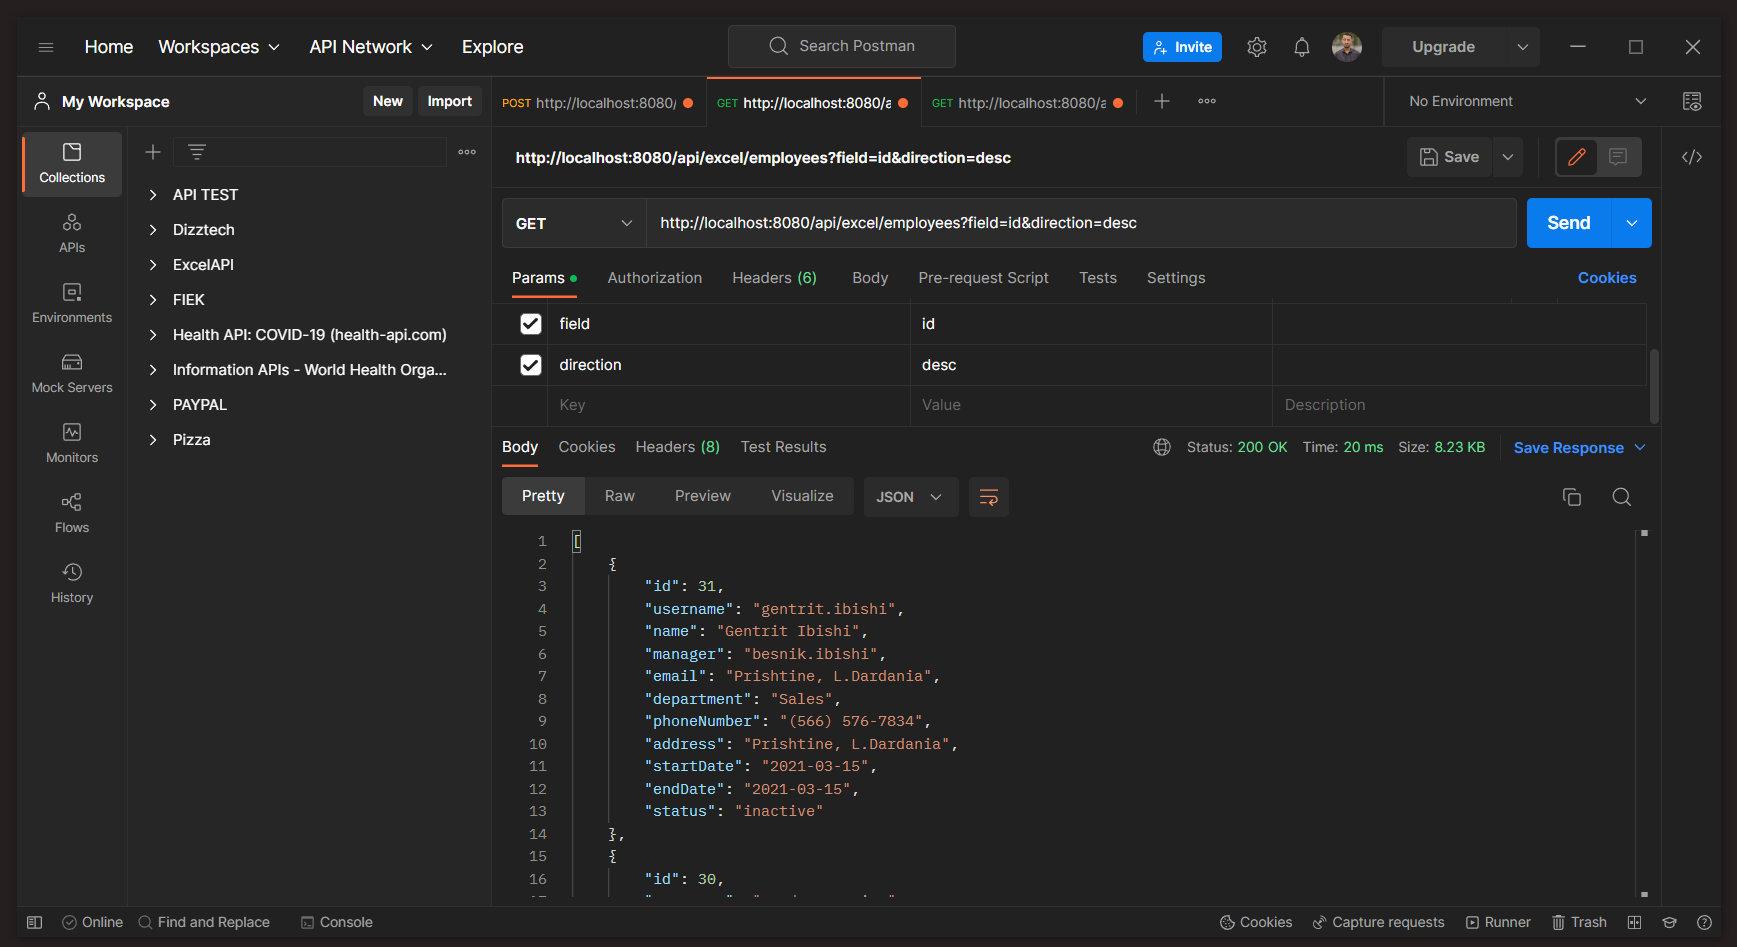 Home Workspaces API Network Explore Search Postman Invite Upgrade
My Workspace New Import POST http://localhost:8080/ GET http://localhost:8080/a GET http://localhost:8080/a No Environment
Collections
APIs
Environments
Mock Servers
Monitors
Flows
History
API TEST
Dizztech
ExcelAPI
FIEK
Health API: COVID-19 (health-api.com)
Information APIs - World Health Orga...
PAYPAL
Pizza
http://localhost:8080/api/excel/employees?field=id&direction=desc Save
GET http://localhost:8080/api/excel/employees?field=id&direction=desc Send
Params Authorization Headers (6) Body Pre-request Script Tests Settings Cookies
field id
direction desc
Key Value Description
Body Cookies Headers (8) Test Results Status: 200 OK Time: 20 ms Size: 8.23 KB Save Response
Pretty Raw Preview Visualize JSON
1 [
2 {
3 "id": 31,
4 "username": "gentrit.ibishi",
5 "name": "Gentrit Ibishi",
6 "manager": "besnik.ibishi",
7 "email": "Prishtine, L.Dardania",
8 "department": "Sales",
9 "phoneNumber": "(566) 576-7834",
10 "address": "Prishtine, L.Dardania",
11 "startDate": "2021-03-15",
12 "endDate": "2021-03-15",
13 "status": "inactive"
14 },
15 {
16 "id": 30,
Online Find and Replace Console Cookies Capture requests Runner Trash